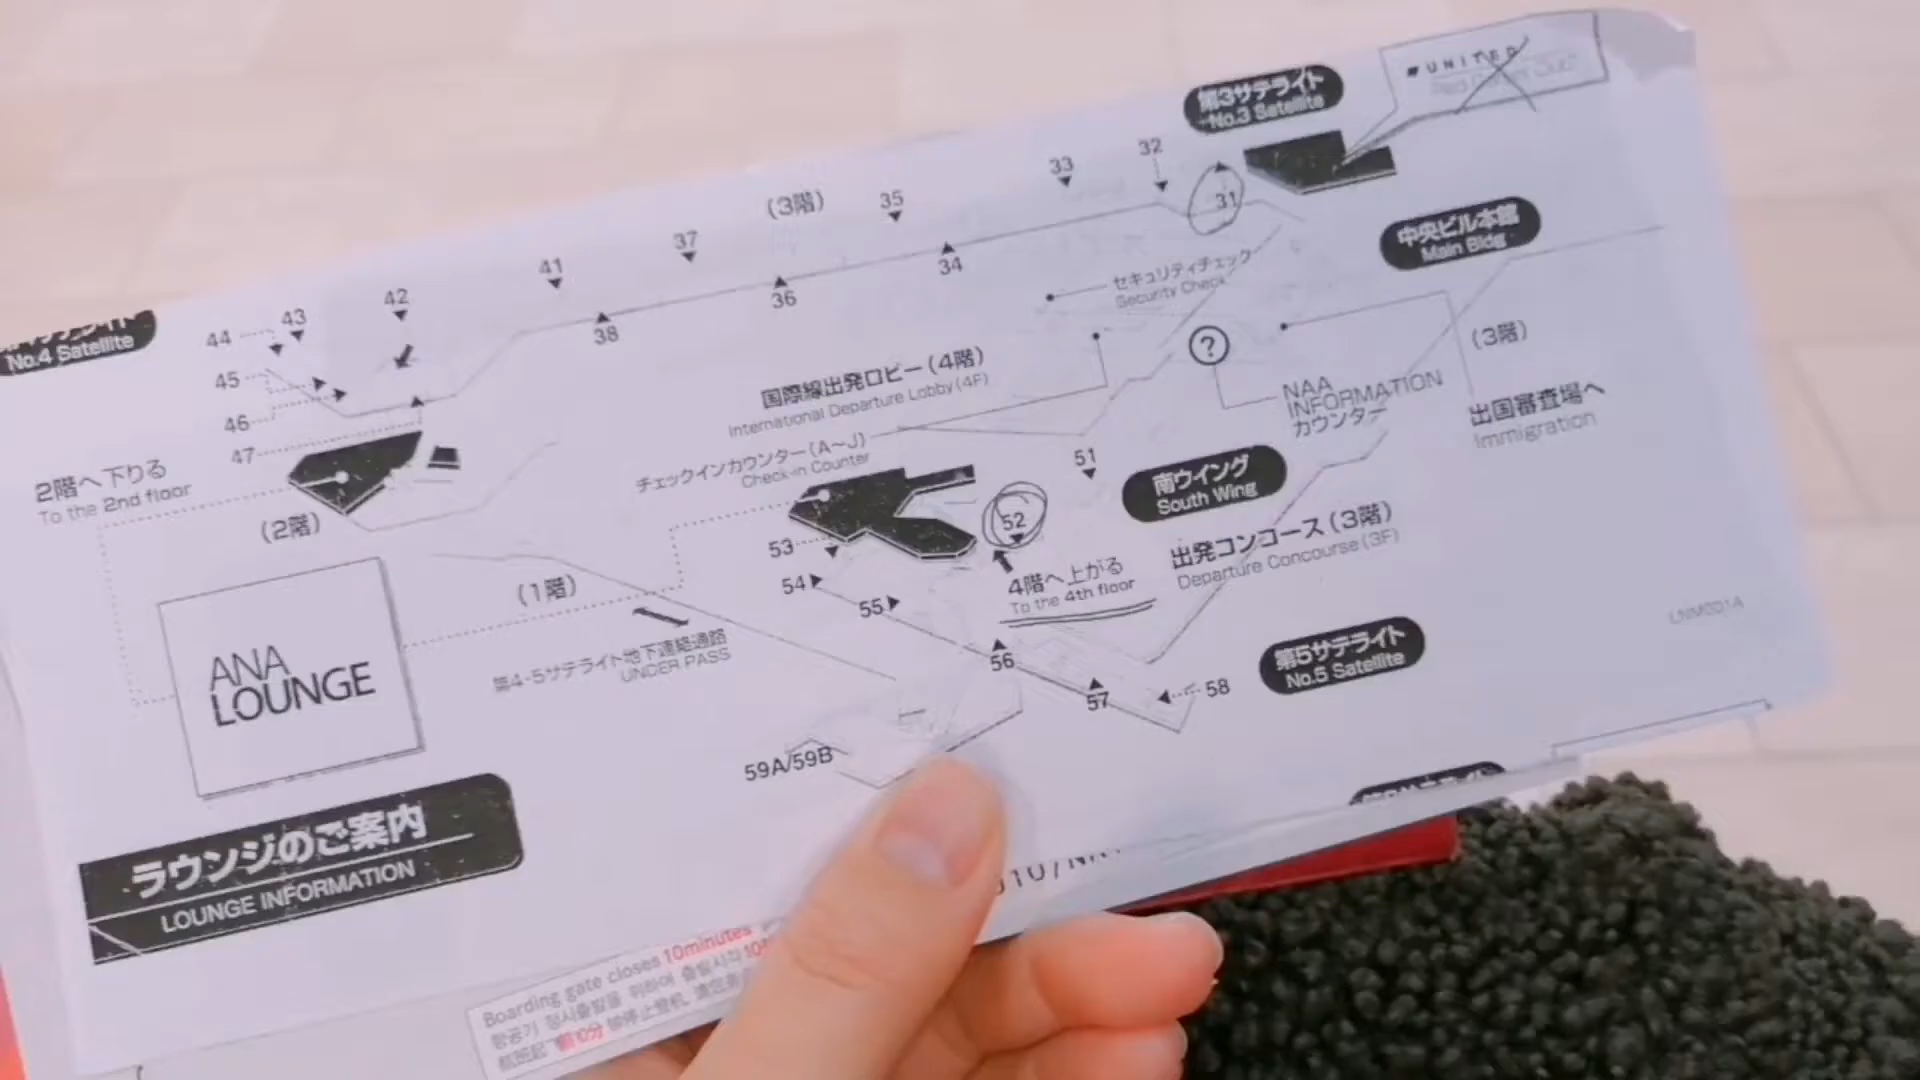 UNITED
第3サテライト
No.3 Satellite
32
33
31
(3階)
35
中央ビル本館
Main Bldg
37
41
34
42
36
セキュリティチェック
Security Check
43
44
38
No.4 Satellite
(3階)
45
国際線出発ロビー(4階)
International Departure Lobby(4F)
?
NAA
INFORMATION
カウンター
出国審査場へ
Immigration
46
47
チェックインカウンター(A〜J)
Check-in Counter
51
南ウイング
South Wing
2階へ下りる
To the 2nd floor
(2階)
52
53
出発コンコース(3階)
Departure Concourse(3F)
54
4階へ上がる
To the 4th floor
(1階)
55
LNM001A
ANA
LOUNGE
第4-5サテライト地下連絡通路
UNDER PASS
56
第5サテライト
No.5 Satellite
57
58
59A/59B
ラウンジのご案内
LOUNGE INFORMATION
Boarding gate closes 10minutes